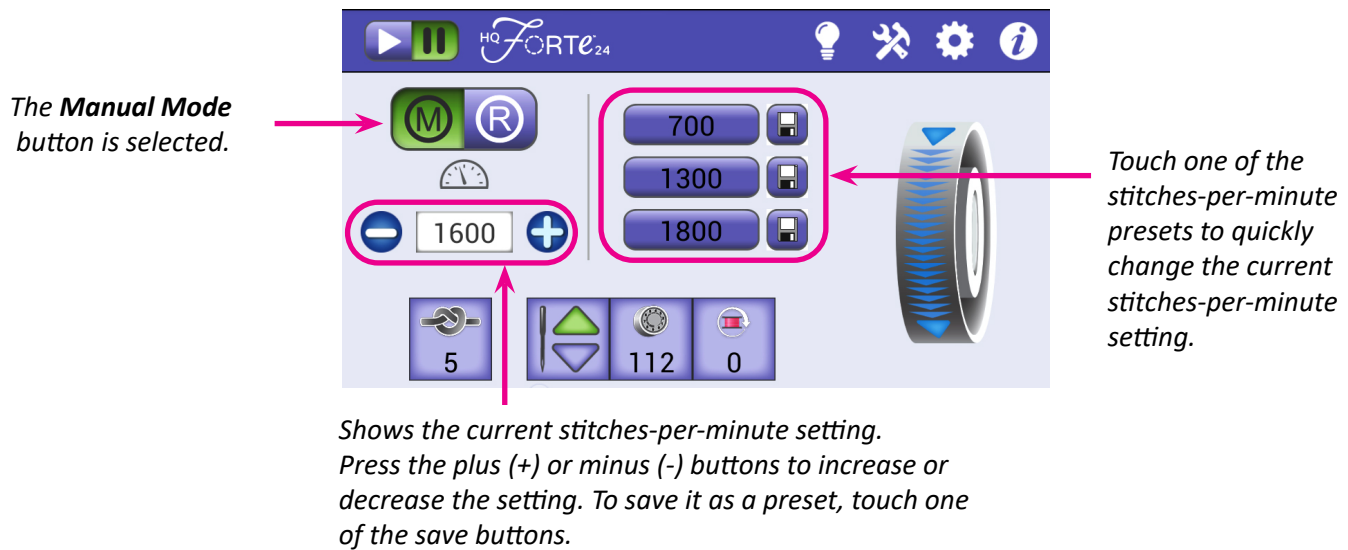 HQ FORTE 24
The Manual Mode
button is selected.
M R
700
1300
1800
1600
5
112
0
Touch one of the
stitches-per-minute
presets to quickly
change the current
stitches-per-minute
setting.
Shows the current stitches-per-minute setting.
Press the plus (+) or minus (-) buttons to increase or
decrease the setting. To save it as a preset, touch one
of the save buttons.